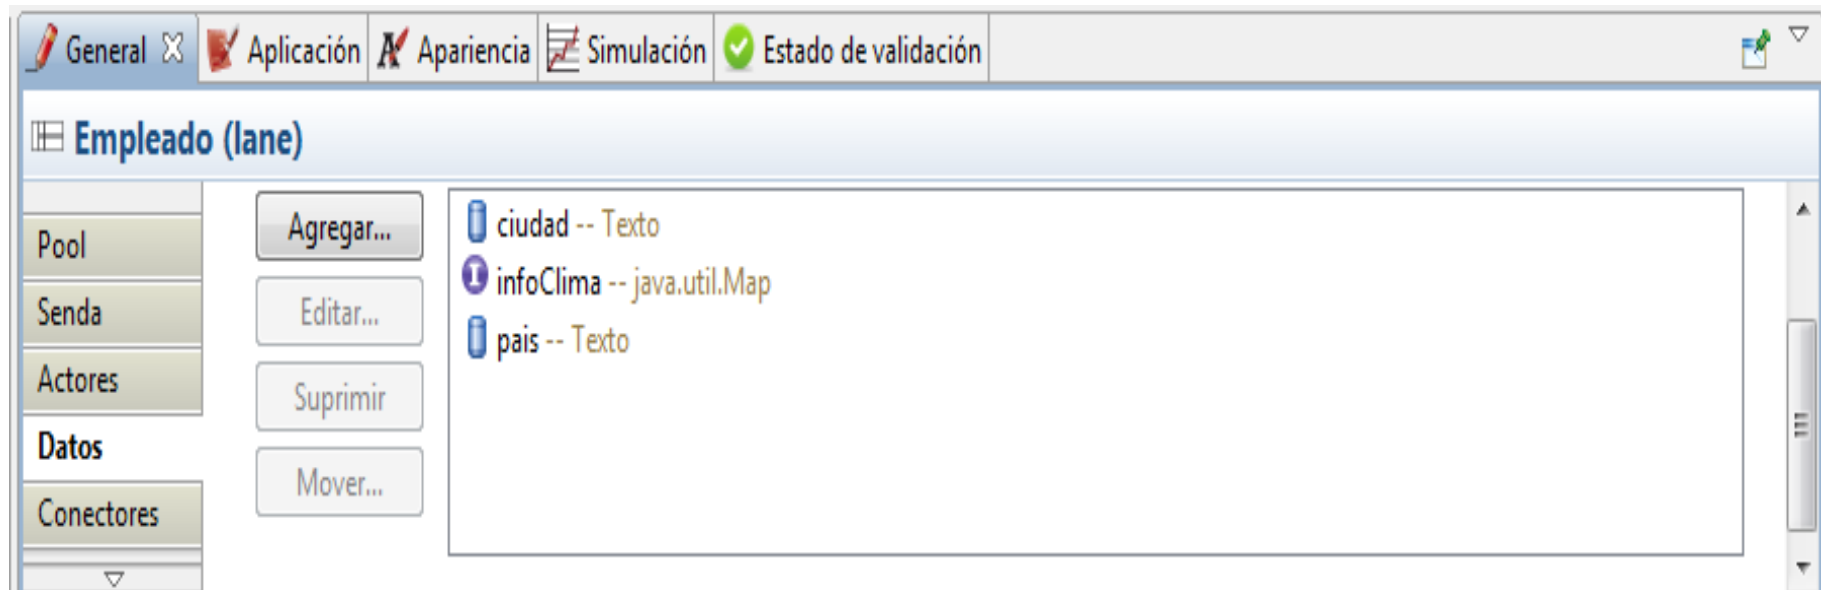 General Aplicación Apariencia Simulación Estado de validación
Empleado (lane)
Pool
Senda
Actores
Datos
Conectores
Agregar...
Editar...
Suprimir
Mover...
ciudad -- Texto
infoClima -- java.util.Map
pais -- Texto